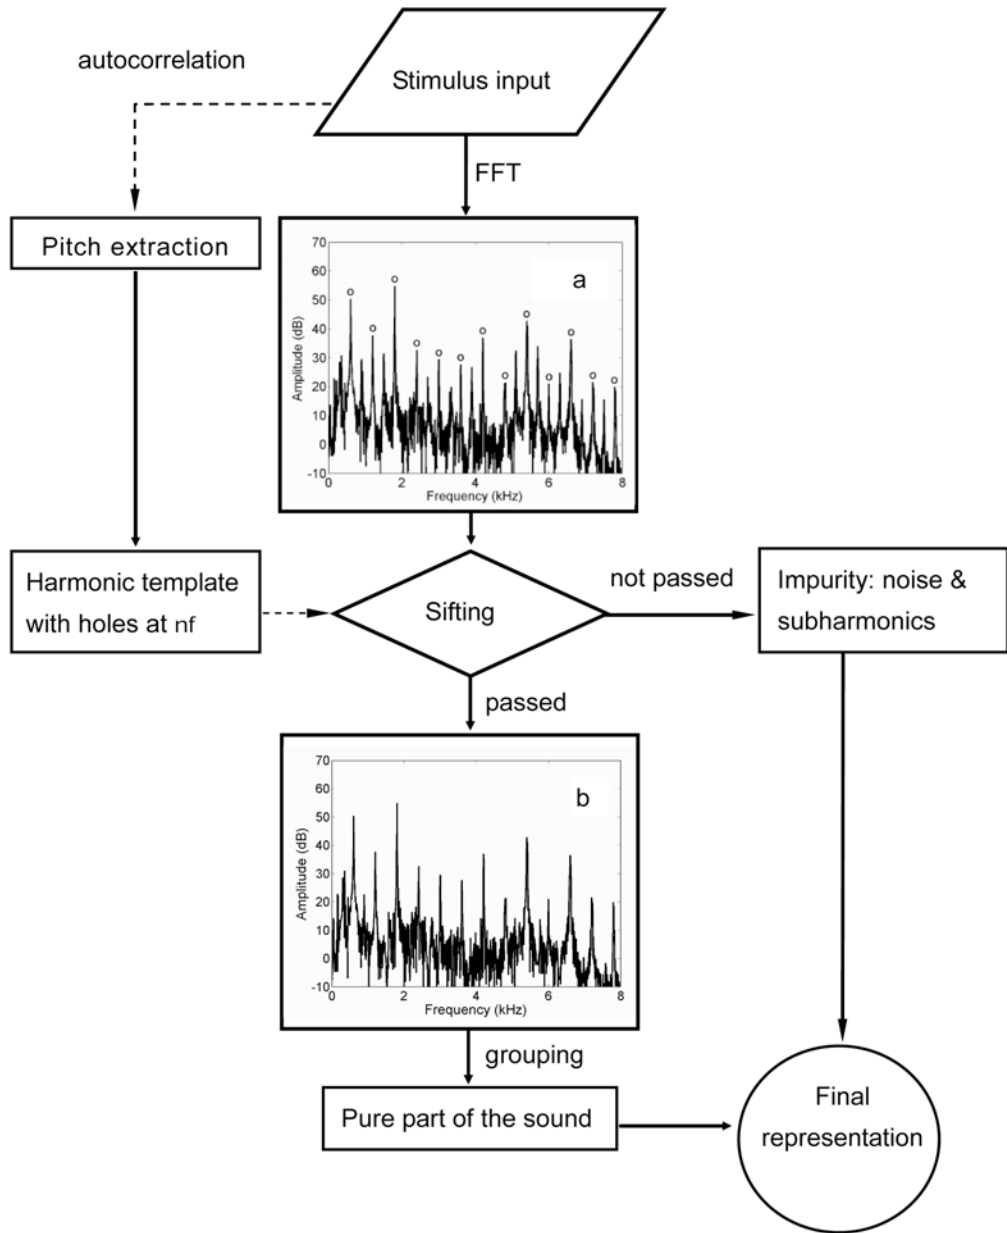 autocorrelation
Stimulus input
FFT
Pitch extraction
a
70
60
50
40
30
20
10
0
-10
Amplitude (dB)
0 2 4 6 8
Frequency (kHz)
Harmonic template
with holes at nf
Sifting
not passed
Impurity: noise &
subharmonics
passed
b
70
60
50
40
30
20
10
0
-10
Amplitude (dB)
0 2 4 6 8
Frequency (kHz)
grouping
Pure part of the sound
Final
representation